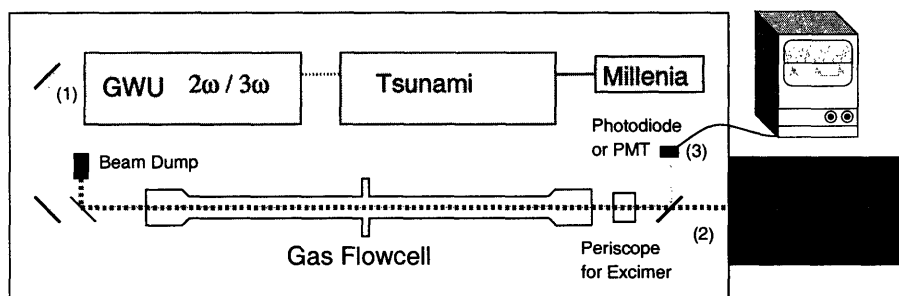 (1)
GWU 2ω / 3ω
Tsunami
Millenia
Photodiode
or PMT
(3)
Beam Dump
Gas Flowcell
Periscope
for Excimer
(2)